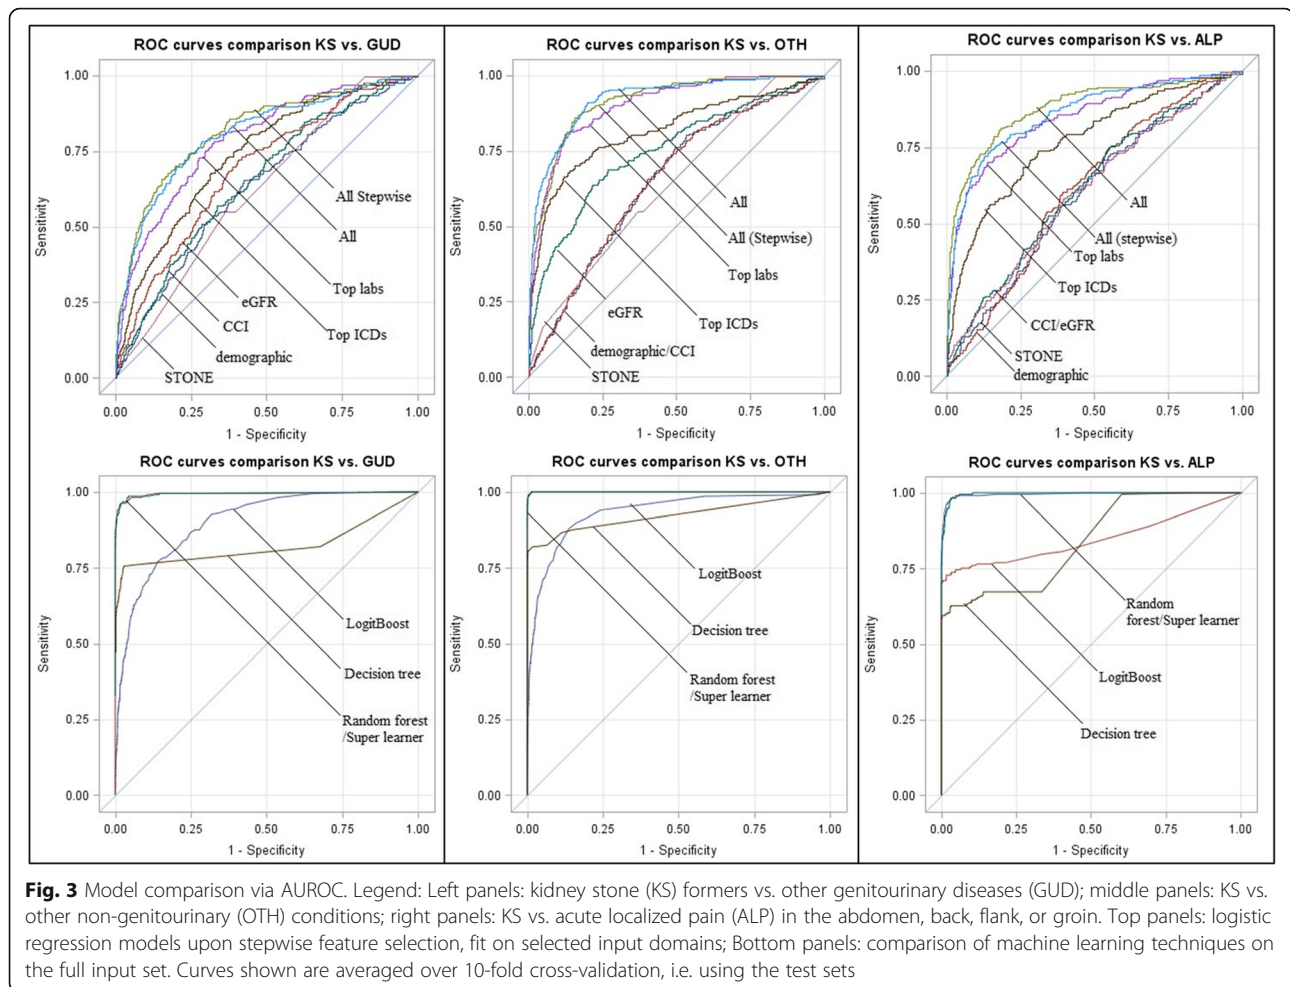 ROC curves comparison KS vs. GUD
1.00
0.75
0.50
0.25
0.00
Sensitivity
All Stepwise
All
Top labs
Top ICDs
eGFR
CCI
demographic
STONE
0.00 0.25 0.50 0.75 1.00
1 - Specificity
ROC curves comparison KS vs. OTH
1.00
0.75
0.50
0.25
0.00
Sensitivity
All
All (Stepwise)
Top labs
eGFR
Top ICDs
demographic/CCI
STONE
0.00 0.25 0.50 0.75 1.00
1 - Specificity
ROC curves comparison KS vs. ALP
1.00
0.75
0.50
0.25
0.00
Sensitivity
All
All (stepwise)
Top labs
Top ICDs
CCI/eGFR
STONE
demographic
0.00 0.25 0.50 0.75 1.00
1 - Specificity
ROC curves comparison KS vs. GUD
1.00
0.75
0.50
0.25
0.00
Sensitivity
LogitBoost
Decision tree
Random forest
/Super learner
0.00 0.25 0.50 0.75 1.00
1 - Specificity
ROC curves comparison KS vs. OTH
1.00
0.75
0.50
0.25
0.00
Sensitivity
LogitBoost
Decision tree
Random forest
/Super learner
0.00 0.25 0.50 0.75 1.00
1 - Specificity
ROC curves comparison KS vs. ALP
1.00
0.75
0.50
0.25
0.00
Sensitivity
Random
forest/Super learner
LogitBoost
Decision tree
0.00 0.25 0.50 0.75 1.00
1 - Specificity
Fig. 3 Model comparison via AUROC. Legend: Left panels: kidney stone (KS) formers vs. other genitourinary diseases (GUD); middle panels: KS vs.
other non-genitourinary (OTH) conditions; right panels: KS vs. acute localized pain (ALP) in the abdomen, back, flank, or groin. Top panels: logistic
regression models upon stepwise feature selection, fit on selected input domains; Bottom panels: comparison of machine learning techniques on
the full input set. Curves shown are averaged over 10-fold cross-validation, i.e. using the test sets